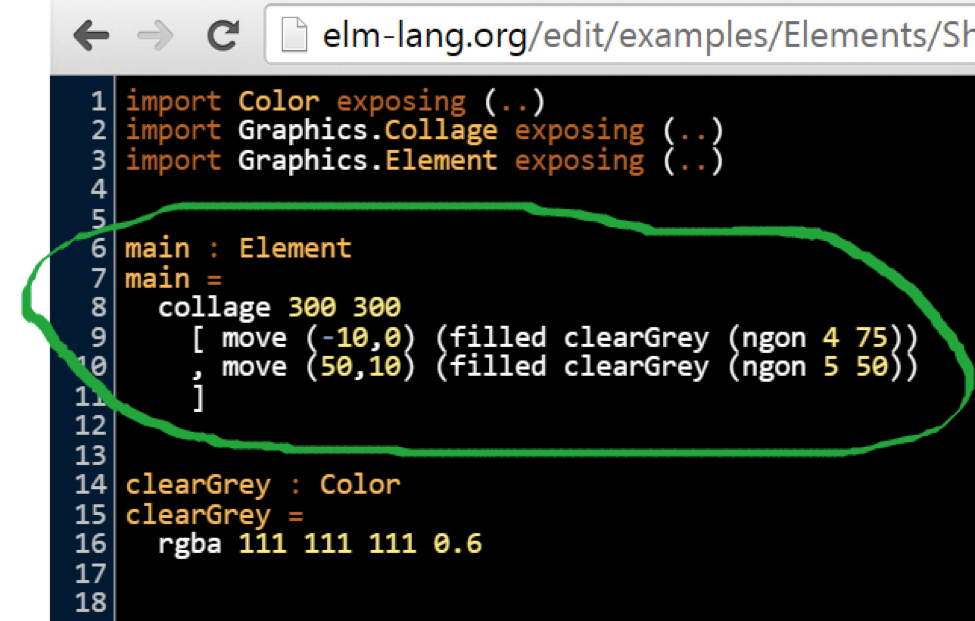 elm-lang.org/edit/examples/Elements/Sh
1 import Color exposing (..)
2 import Graphics.Collage exposing (..)
3 import Graphics.Element exposing (..)
4
5
6 main : Element
7 main =
8   collage 300 300
9     [ move (-10,0) (filled clearGrey (ngon 4 75))
10     , move (50,10) (filled clearGrey (ngon 5 50))
11     ]
12
13
14 clearGrey : Color
15 clearGrey =
16   rgba 111 111 111 0.6
17
18